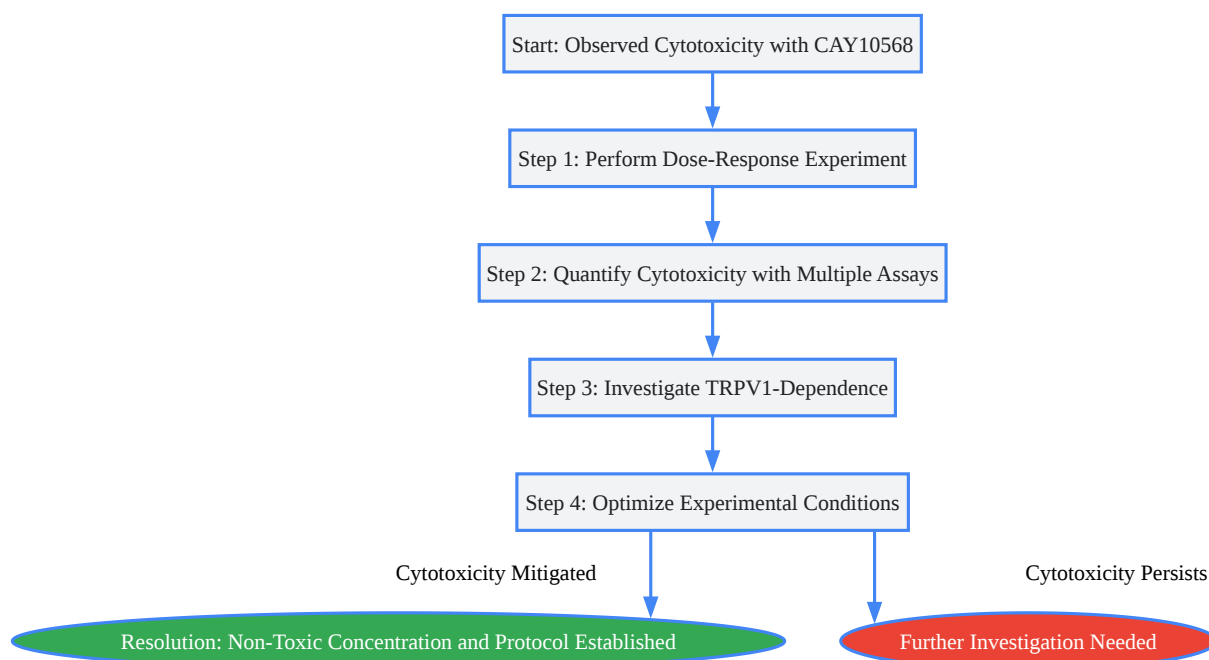 Start: Observed Cytotoxicity with CAY10568
Step 1: Perform Dose-Response Experiment
Step 2: Quantify Cytotoxicity with Multiple Assays
Step 3: Investigate TRPV1-Dependence
Step 4: Optimize Experimental Conditions
Cytotoxicity Mitigated
Cytotoxicity Persists
Resolution: Non-Toxic Concentration and Protocol Established
Further Investigation Needed